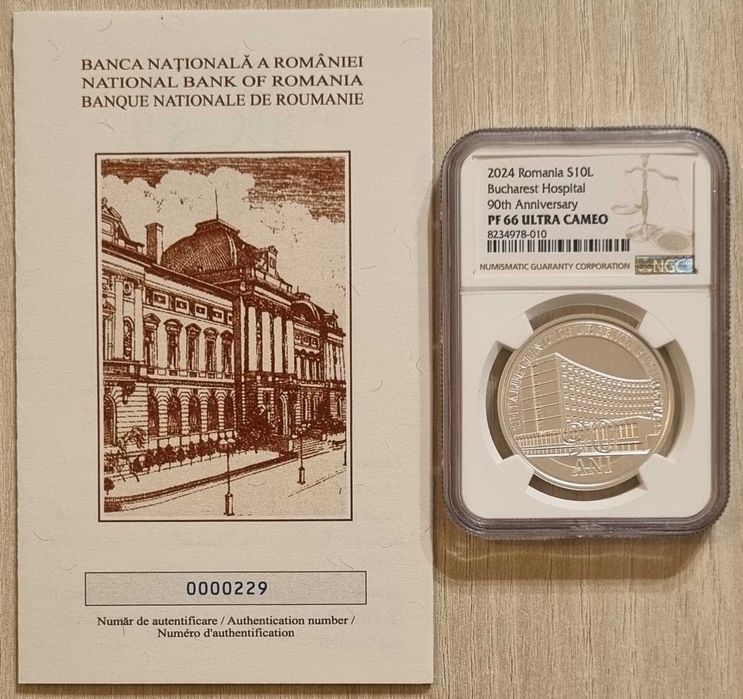 BANCA NAȚIONALĂ A ROMÂNIEI
NATIONAL BANK OF ROMANIA
BANQUE NATIONALE DE ROUMANIE
0000229
Număr de autentificare / Authentication number /
Numéro d'authentification
2024 Romania S10L
Bucharest Hospital
90th Anniversary
PF 66 ULTRA CAMEO
8234978-010
NUMISMATIC GUARANTY CORPORATION
NGC
90
ANI